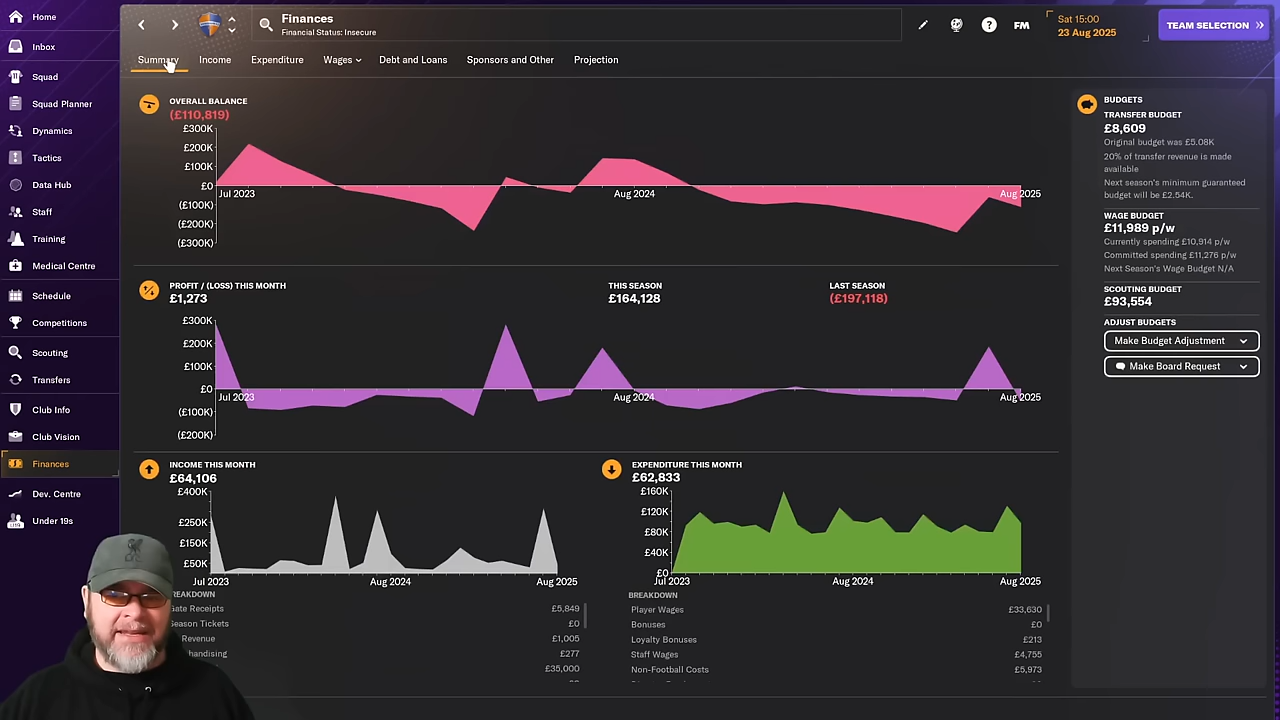 Home
Inbox
Squad
Squad Planner
Dynamics
Tactics
Data Hub
Staff
Training
Medical Centre
Schedule
Competitions
Scouting
Transfers
Club Info
Club Vision
Finances
Dev. Centre
Under 19s
Finances
Financial Status: Insecure
FM
Sat 15:00
23 Aug 2025
TEAM SELECTION
Summary
Income
Expenditure
Wages
Debt and Loans
Sponsors and Other
Projection
OVERALL BALANCE
(£110,819)
£300K
£200K
£100K
£0
(£100K)
(£200K)
(£300K)
Jul 2023
Aug 2024
Aug 2025
PROFIT / (LOSS) THIS MONTH
£1,273
THIS SEASON
£164,128
LAST SEASON
(£197,118)
£300K
£200K
£100K
£0
(£100K)
(£200K)
Jul 2023
Aug 2024
Aug 2025
INCOME THIS MONTH
£64,106
£400K
£250K
£150K
£50K
Jul 2023
Aug 2024
Aug 2025
REAKDOWN
Gate Receipts £5,849
Season Tickets £0
Revenue £1,005
handising £277
£35,000
EXPENDITURE THIS MONTH
£62,833
£160K
£120K
£80K
£40K
£0
Jul 2023
Aug 2024
Aug 2025
BREAKDOWN
Player Wages £33,630
Bonuses £0
Loyalty Bonuses £213
Staff Wages £4,755
Non-Football Costs £5,973
BUDGETS
TRANSFER BUDGET
£8,609
Original budget was £5.08K
20% of transfer revenue is made
available
Next season's minimum guaranteed
budget will be £2.54K.
WAGE BUDGET
£11,989 p/w
Currently spending £10,914 p/w
Committed spending £11,276 p/w
Next Season's Wage Budget N/A
SCOUTING BUDGET
£93,554
ADJUST BUDGETS
Make Budget Adjustment
Make Board Request